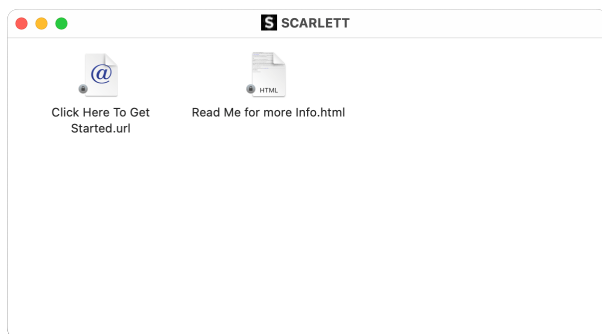 S SCARLETT
@
HTML
Click Here To Get
Started.url
Read Me for more Info.html